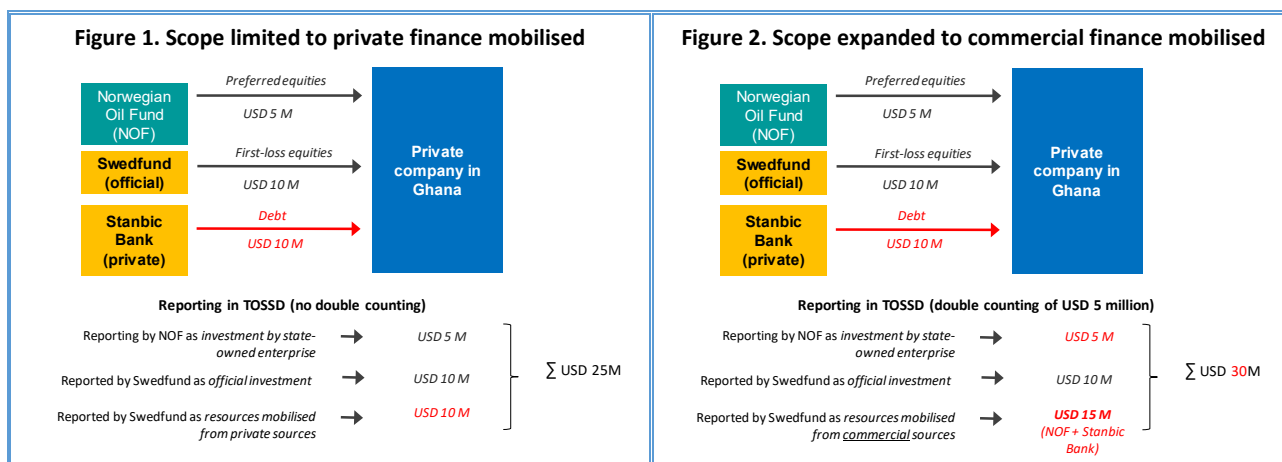 Figure 1. Scope limited to private finance mobilised
Norwegian
Oil Fund
(NOF)
Preferred equities
USD 5 M
Swedfund
(official)
First-loss equities
USD 10 M
Stanbic
Bank
(private)
Debt
USD 10 M
Private
company in
Ghana
Reporting in TOSSD (no double counting)
Reporting by NOF as investment by state-
owned enterprise
USD 5 M
Reported by Swedfund as official investment
USD 10 M
Reported by Swedfund as resources mobilised
from private sources
USD 10 M
∑ USD 25M
Figure 2. Scope expanded to commercial finance mobilised
Norwegian
Oil Fund
(NOF)
Preferred equities
USD 5 M
Swedfund
(official)
First-loss equities
USD 10 M
Stanbic
Bank
(private)
Debt
USD 10 M
Private
company in
Ghana
Reporting in TOSSD (double counting of USD 5 million)
Reporting by NOF as investment by state-
owned enterprise
USD 5 M
Reported by Swedfund as official investment
USD 10 M
Reported by Swedfund as resources mobilised
from commercial sources
USD 15 M
(NOF + Stanbic
Bank)
∑ USD 30M